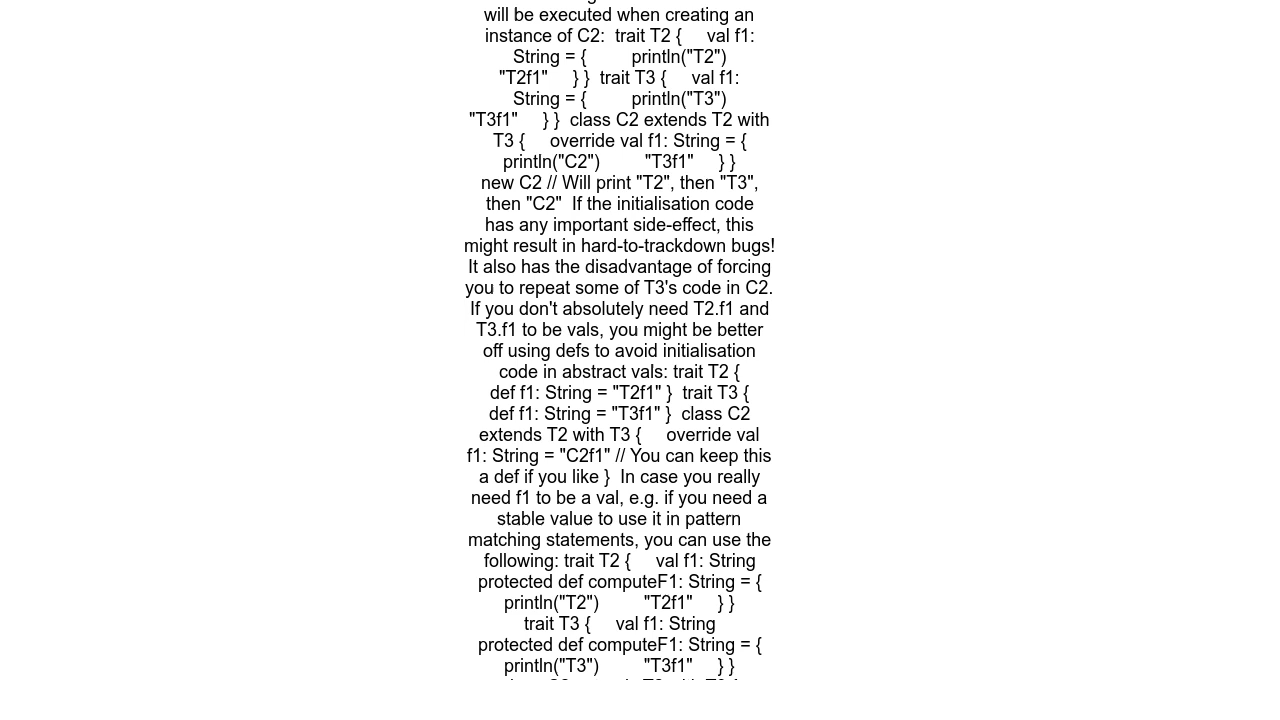 will be executed when creating an
instance of C2:  trait T2 {     val f1:
String = {         println("T2")
"T2f1"     } }  trait T3 {     val f1:
String = {         println("T3")
"T3f1"     } }  class C2 extends T2 with
T3 {     override val f1: String = {
println("C2")         "T3f1"     } }
new C2 // Will print "T2", then "T3",
then "C2"  If the initialisation code
has any important side-effect, this
might result in hard-to-trackdown bugs!
It also has the disadvantage of forcing
you to repeat some of T3's code in C2.
If you don't absolutely need T2.f1 and
T3.f1 to be vals, you might be better
off using defs to avoid initialisation
code in abstract vals: trait T2 {
def f1: String = "T2f1" }  trait T3 {
def f1: String = "T3f1" }  class C2
extends T2 with T3 {     override val
f1: String = "C2f1" // You can keep this
a def if you like }  In case you really
need f1 to be a val, e.g. if you need a
stable value to use it in pattern
matching statements, you can use the
following: trait T2 {     val f1: String
protected def computeF1: String = {
println("T2")         "T2f1"     } }
trait T3 {     val f1: String
protected def computeF1: String = {
println("T3")         "T3f1"     } }